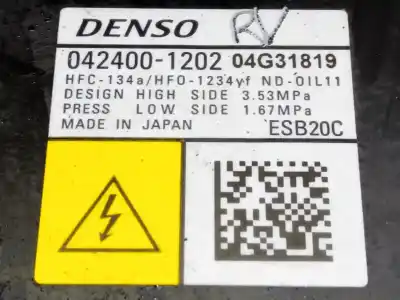 DENSO RV
042400-1202 04G31819
HFC-134a/HFO-1234yf ND-OIL11
DESIGN HIGH SIDE 3.53MPa
PRESS LOW SIDE 1.67MPa
MADE IN JAPAN ESB20C